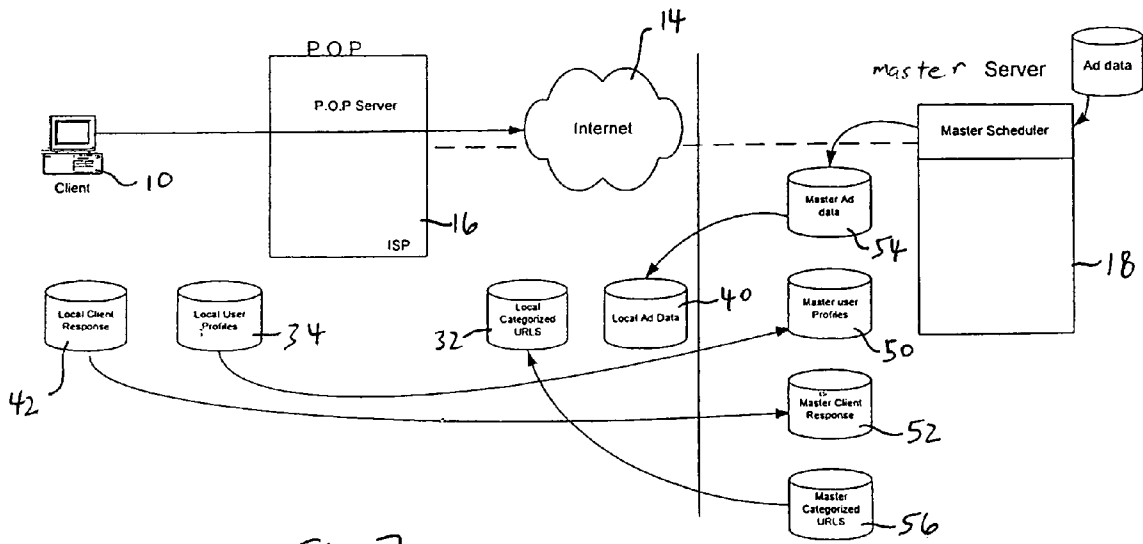 P.O.P
14
master Server
Ad data
P.O.P Server
Internet
Master Scheduler
10
Client
16
ISP
Master Ad
data
54
18
Local Client
Response
42
Local User
Profiles
34
Local
Categorized
URLS
32
Local Ad Data
40
Master user
Profiles
50
Master Client
Response
52
Master
Categorized
URLS
56